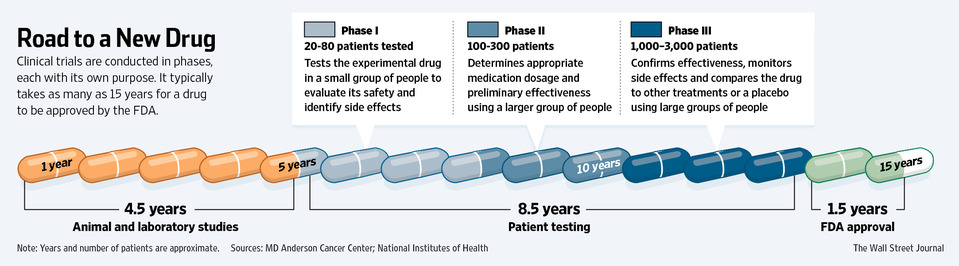 Road to a New Drug
Clinical trials are conducted in phases,
each with its own purpose. It typically
takes as many as 15 years for a drug
to be approved by the FDA.
Phase I
20-80 patients tested
Tests the experimental drug
in a small group of people to
evaluate its safety and
identify side effects
Phase II
100-300 patients
Determines appropriate
medication dosage and
preliminary effectiveness
using a larger group of people
Phase III
1,000–3,000 patients
Confirms effectiveness, monitors
side effects and compares the drug
to other treatments or a placebo
using large groups of people
1 year
5 years
10 years
15 years
4.5 years
Animal and laboratory studies
8.5 years
Patient testing
1.5 years
FDA approval
Note: Years and number of patients are approximate. Sources: MD Anderson Cancer Center; National Institutes of Health
The Wall Street Journal